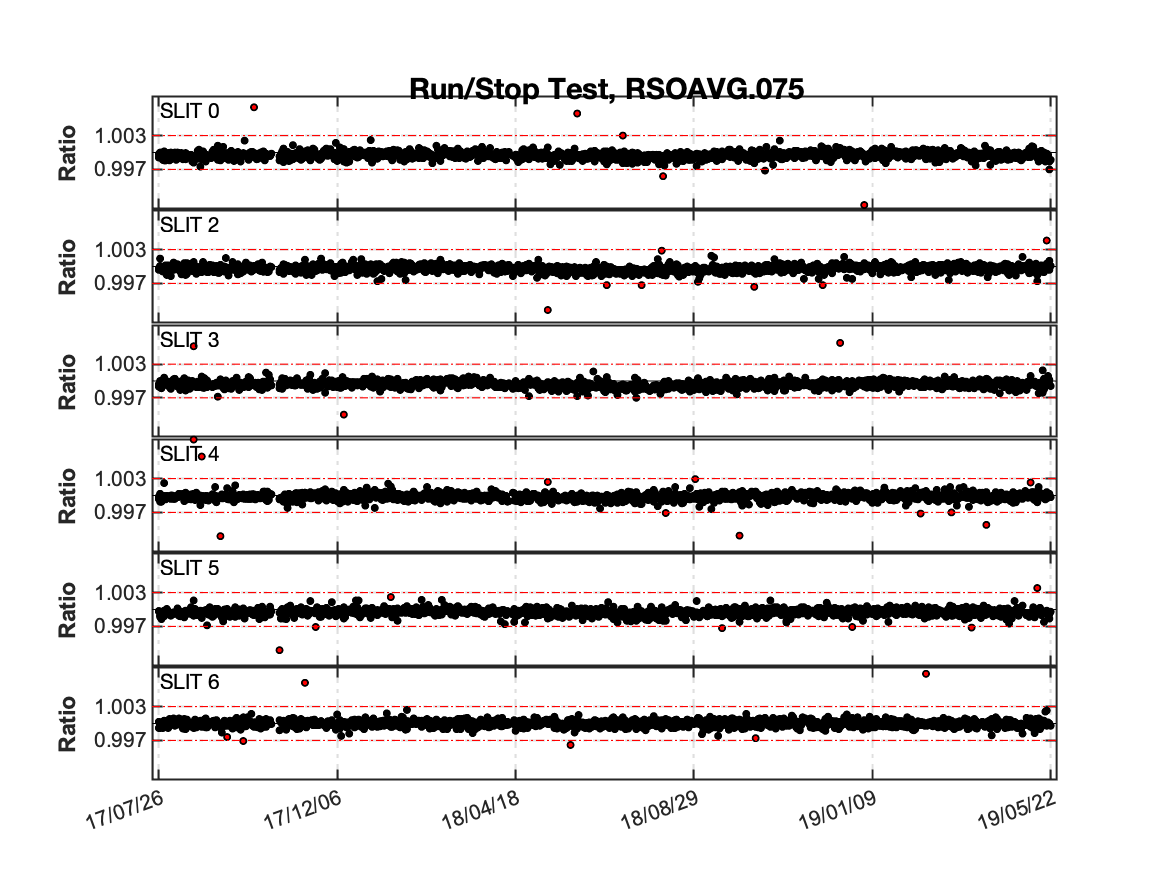 Run/Stop Test, RSOAVG.075
SLIT 0
Ratio
1.003
0.997
SLIT 2
Ratio
1.003
0.997
SLIT 3
Ratio
1.003
0.997
SLIT 4
Ratio
1.003
0.997
SLIT 5
Ratio
1.003
0.997
SLIT 6
Ratio
1.003
0.997
17/07/26 17/12/06 18/04/18 18/08/29 19/01/09 19/05/22